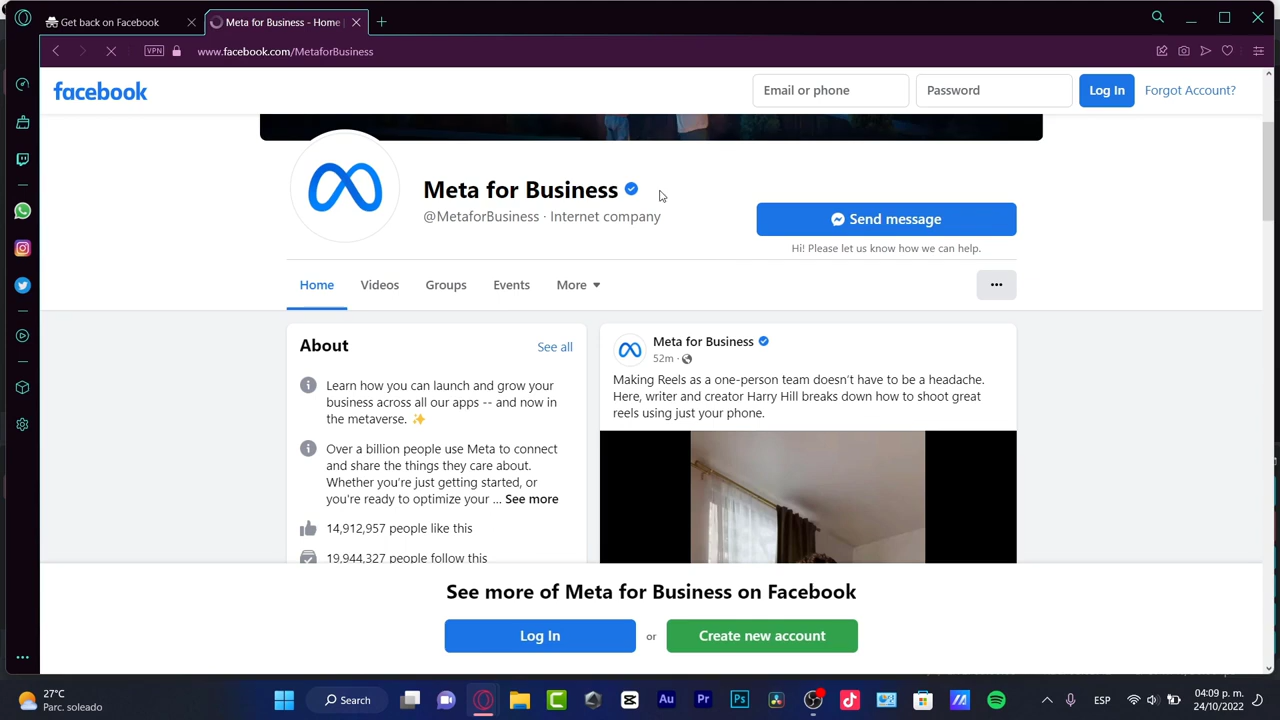 Get back on Facebook
Meta for Business - Home |
VPN
www.facebook.com/MetaforBusiness
facebook
Email or phone
Password
Log In
Forgot Account?
Meta for Business
@MetaforBusiness · Internet company
Send message
Hi! Please let us know how we can help.
Home
Videos
Groups
Events
More
About
See all
Learn how you can launch and grow your
business across all our apps -- and now in
the metaverse. ✨
Over a billion people use Meta to connect
and share the things they care about.
Whether you're just getting started, or
you're ready to optimize your ... See more
14,912,957 people like this
19,944,327 people follow this
Meta for Business
52m ·
Making Reels as a one-person team doesn't have to be a headache.
Here, writer and creator Harry Hill breaks down how to shoot great
reels using just your phone.
See more of Meta for Business on Facebook
Log In
or
Create new account
27°C
Parc. soleado
Search
Au
Pr
Ps
ESP
04:09 p. m.
24/10/2022